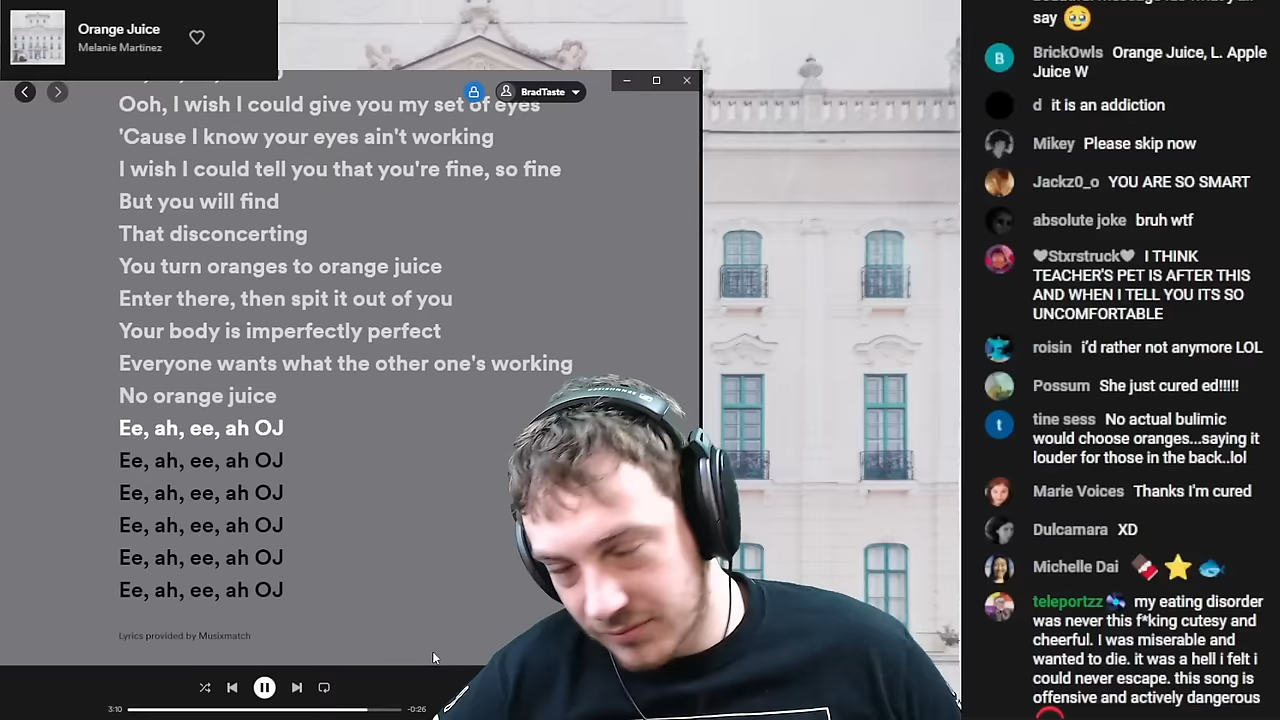 Orange Juice
Melanie Martinez
BradTaste
Ooh, I wish I could give you my set of eyes
'Cause I know your eyes ain't working
I wish I could tell you that you're fine, so fine
But you will find
That disconcerting
You turn oranges to orange juice
Enter there, then spit it out of you
Your body is imperfectly perfect
Everyone wants what the other one's working
No orange juice
Ee, ah, ee, ah OJ
Ee, ah, ee, ah OJ
Ee, ah, ee, ah OJ
Ee, ah, ee, ah OJ
Ee, ah, ee, ah OJ
Ee, ah, ee, ah OJ
Lyrics provided by Musixmatch
3:10
-0:26
say 🥹
B
BrickOwls Orange Juice, L. Apple
Juice W
d it is an addiction
Mikey Please skip now
Jackz0_o YOU ARE SO SMART
absolute joke bruh wtf
🖤Stxrstruck🖤 I THINK
TEACHER'S PET IS AFTER THIS
AND WHEN I TELL YOU ITS SO
UNCOMFORTABLE
roisin i'd rather not anymore LOL
Possum She just cured ed!!!!!
t
tine sess No actual bulimic
would choose oranges...saying it
louder for those in the back..lol
Marie Voices Thanks I'm cured
Dulcamara XD
Michelle Dai 🍫⭐🐟
teleportzz my eating disorder
was never this f*king cutesy and
cheerful. I was miserable and
wanted to die. it was a hell i felt i
could never escape. this song is
offensive and actively dangerous